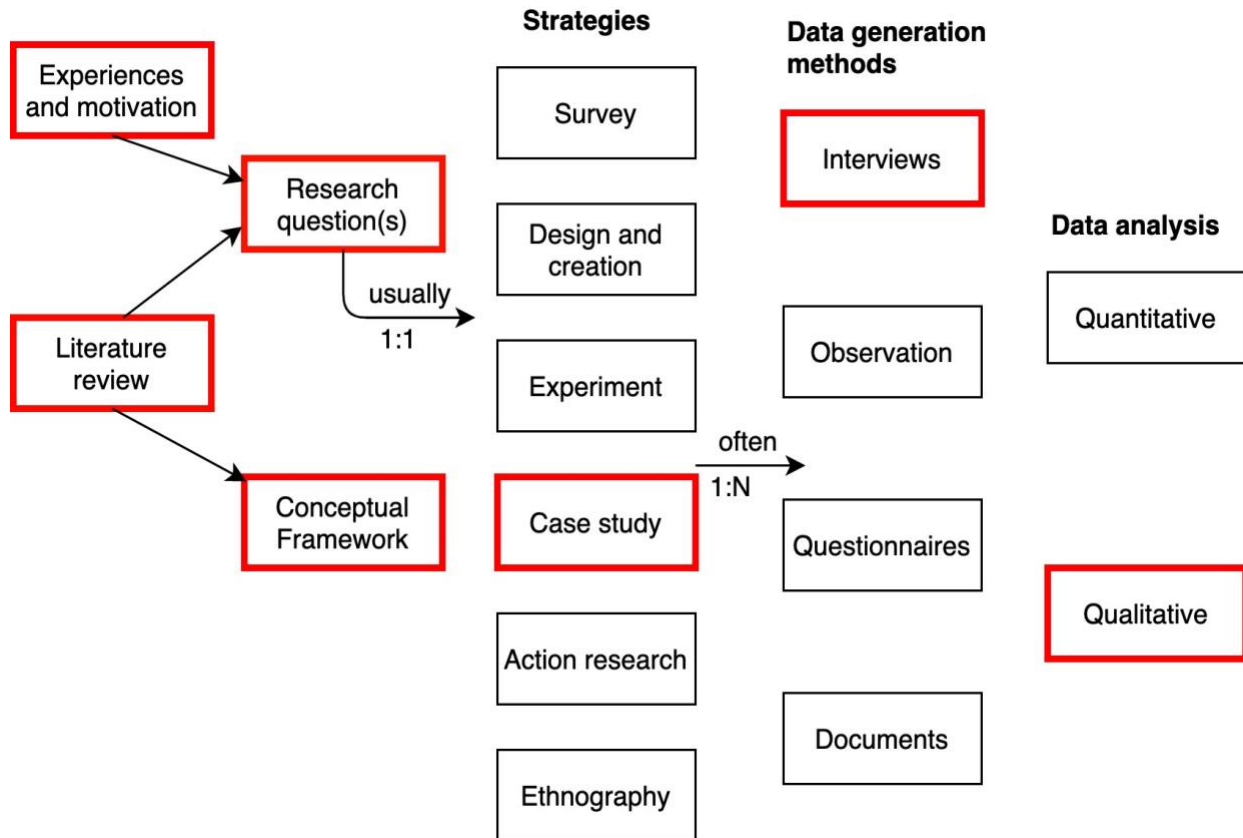 Experiences
and motivation
Literature
review
Research
question(s)
usually
1:1
Conceptual
Framework
Strategies
Survey
Design and
creation
Experiment
Case study
Action research
Ethnography
often
1:N
Data generation
methods
Interviews
Observation
Questionnaires
Documents
Data analysis
Quantitative
Qualitative